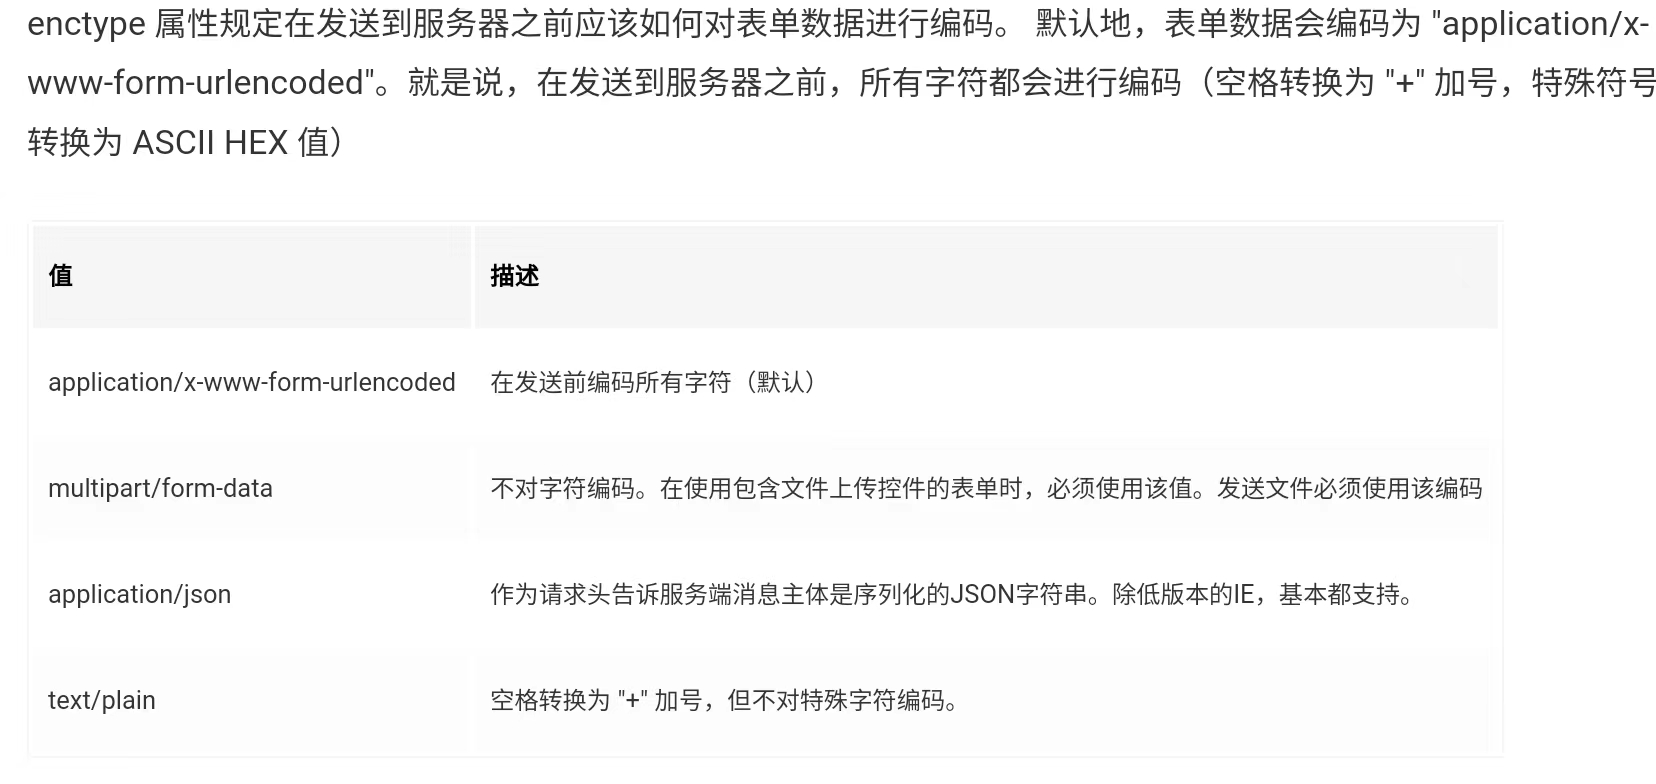 enctype 属性规定在发送到服务器之前应该如何对表单数据进行编码。 默认地，表单数据会编码为 "application/x-
www-form-urlencoded"。就是说，在发送到服务器之前，所有字符都会进行编码（空格转换为 "+" 加号，特殊符号
转换为 ASCII HEX 值）
值 描述
application/x-www-form-urlencoded 在发送前编码所有字符（默认）
multipart/form-data 不对字符编码。在使用包含文件上传控件的表单时，必须使用该值。发送文件必须使用该编码
application/json 作为请求头告诉服务端消息主体是序列化的JSON字符串。除低版本的IE，基本都支持。
text/plain 空格转换为 "+" 加号，但不对特殊字符编码。